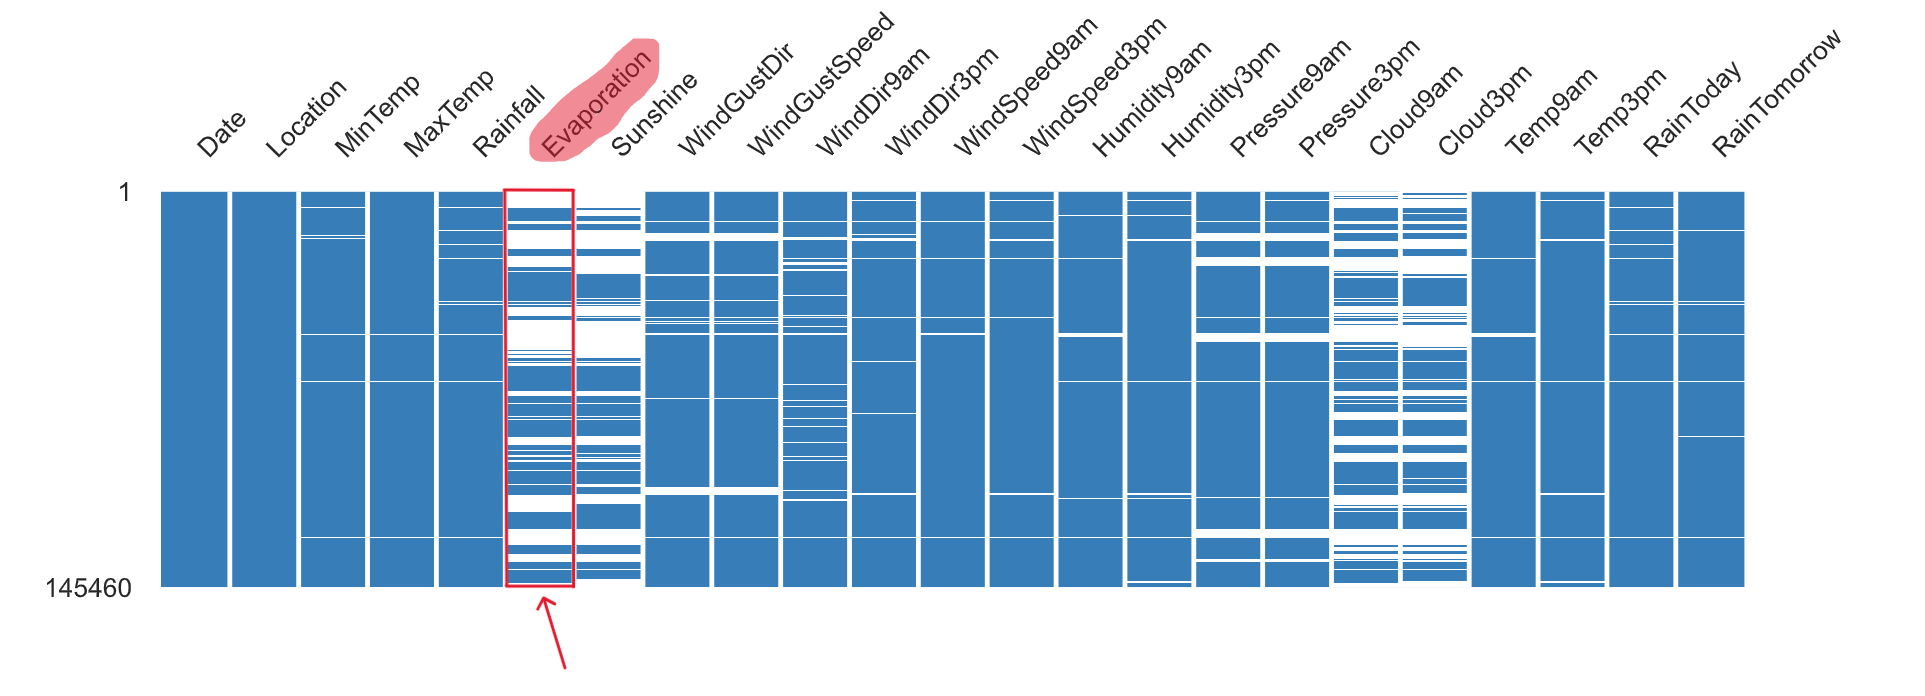 Date
Location
MinTemp
MaxTemp
Rainfall
Evaporation
Sunshine
WindGustDir
WindGustSpeed
WindDir9am
WindDir3pm
WindSpeed9am
WindSpeed3pm
Humidity9am
Humidity3pm
Pressure9am
Pressure3pm
Cloud9am
Cloud3pm
Temp9am
Temp3pm
RainToday
RainTomorrow
1
145460